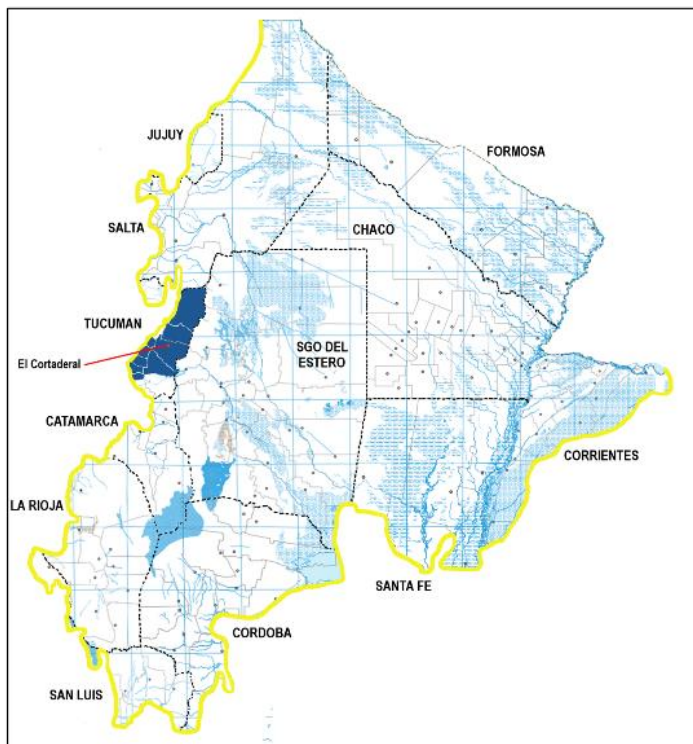 JUJUY
FORMOSA
SALTA
CHACO
TUCUMAN
SGO DEL
ESTERO
El Cortaderal
CATAMARCA
CORRIENTES
LA RIOJA
SANTA FE
CORDOBA
SAN LUIS